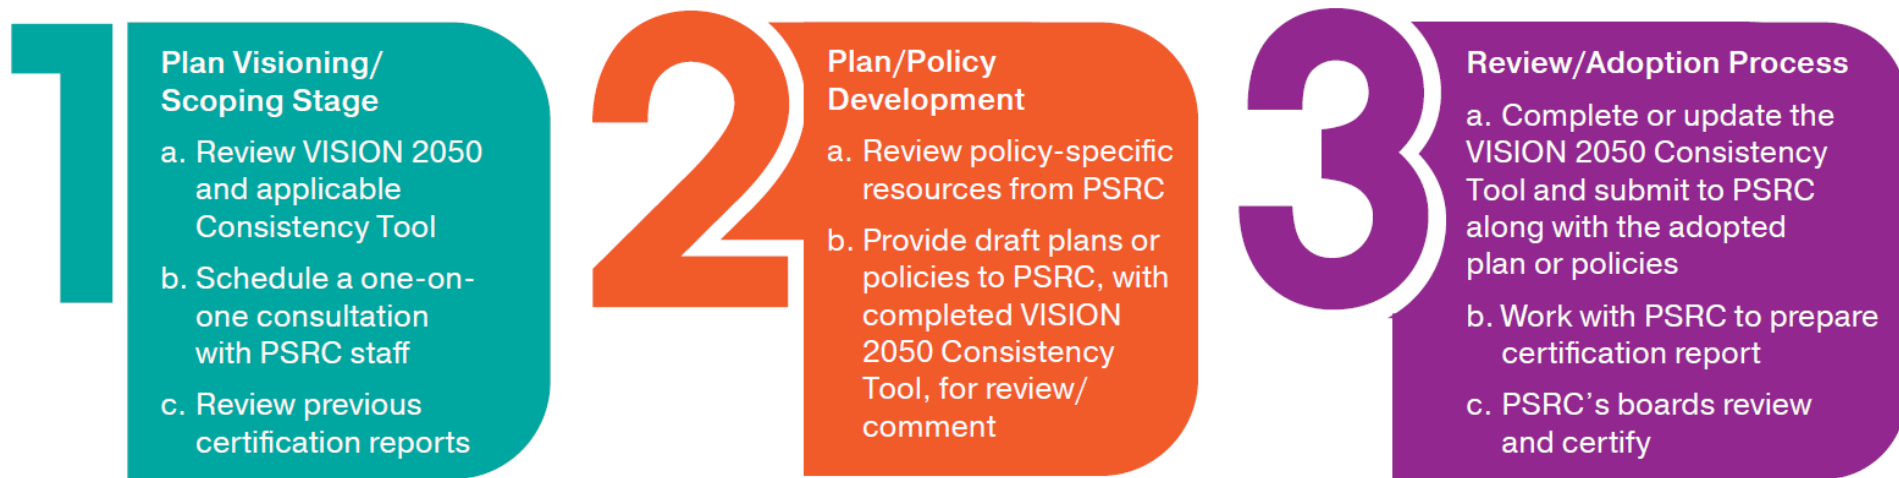 1
Plan Visioning/
Scoping Stage
a. Review VISION 2050
and applicable
Consistency Tool
b. Schedule a one-on-
one consultation
with PSRC staff
c. Review previous
certification reports
2
Plan/Policy
Development
a. Review policy-specific
resources from PSRC
b. Provide draft plans or
policies to PSRC, with
completed VISION
2050 Consistency
Tool, for review/
comment
3
Review/Adoption Process
a. Complete or update the
VISION 2050 Consistency
Tool and submit to PSRC
along with the adopted
plan or policies
b. Work with PSRC to prepare
certification report
c. PSRC’s boards review
and certify